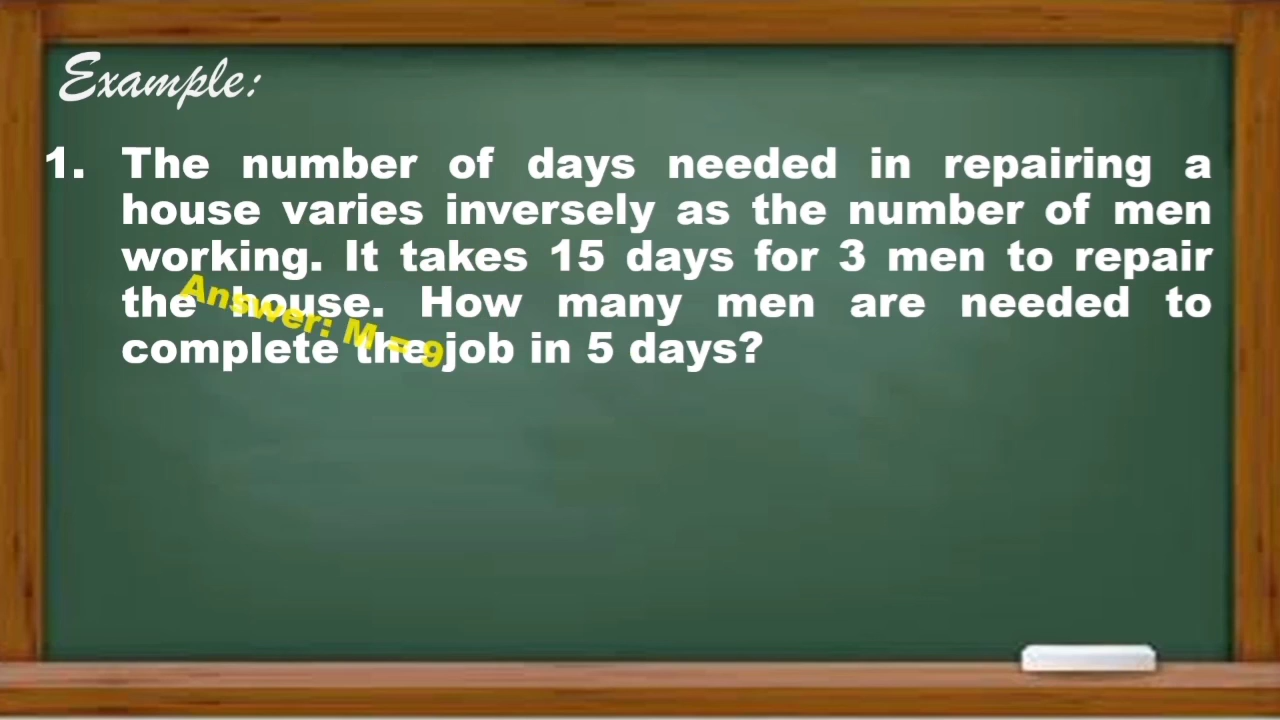 Example:
1. The number of days needed in repairing a
house varies inversely as the number of men
working. It takes 15 days for 3 men to repair
the house. How many men are needed to
complete the job in 5 days?
Answer: M = 9